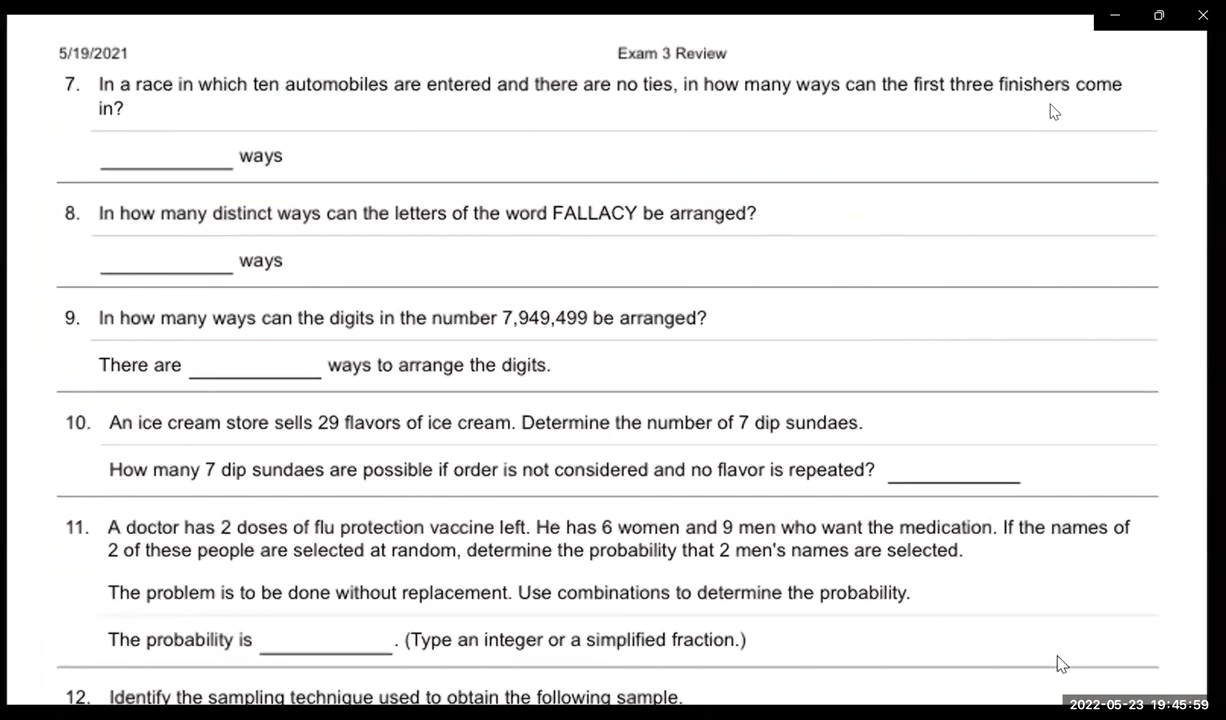 5/19/2021 Exam 3 Review
7. In a race in which ten automobiles are entered and there are no ties, in how many ways can the first three finishers come
in?
___________ ways
8. In how many distinct ways can the letters of the word FALLACY be arranged?
___________ ways
9. In how many ways can the digits in the number 7,949,499 be arranged?
There are ___________ ways to arrange the digits.
10. An ice cream store sells 29 flavors of ice cream. Determine the number of 7 dip sundaes.
How many 7 dip sundaes are possible if order is not considered and no flavor is repeated? ___________
11. A doctor has 2 doses of flu protection vaccine left. He has 6 women and 9 men who want the medication. If the names of
2 of these people are selected at random, determine the probability that 2 men's names are selected.
The problem is to be done without replacement. Use combinations to determine the probability.
The probability is ___________ . (Type an integer or a simplified fraction.)
12. Identify the sampling technique used to obtain the following sample.
2022-05-23 19:45:59